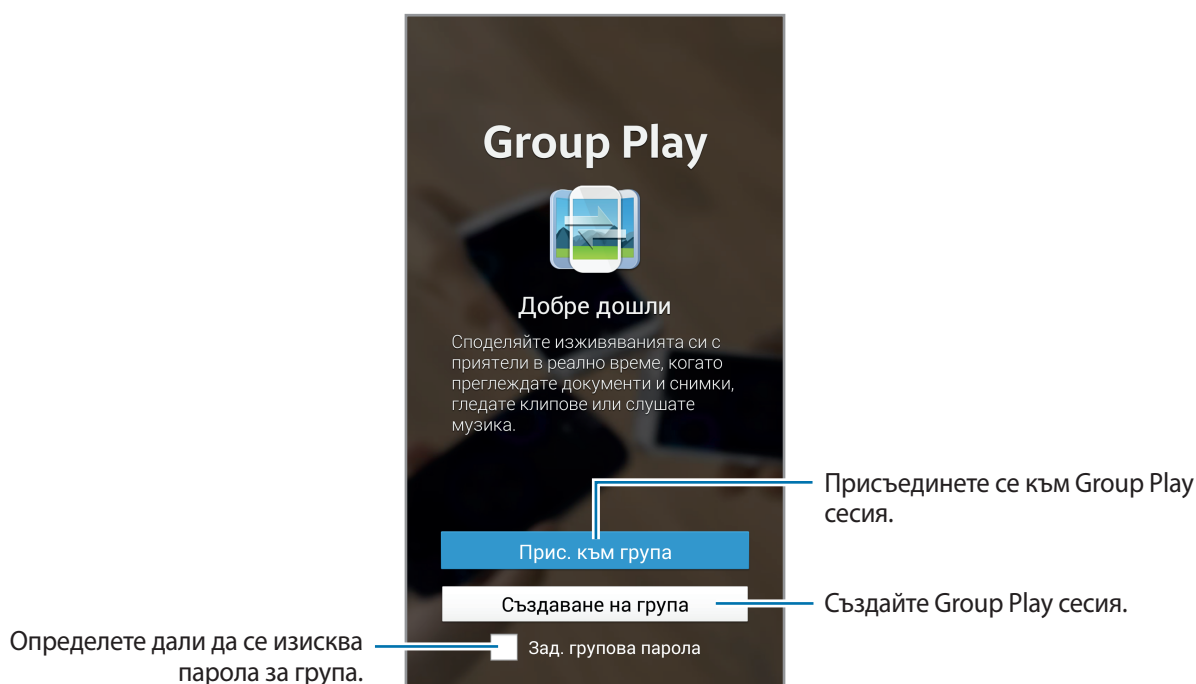 Group Play
Добре дошли
Споделяйте изживяванията си с
приятели в реално време, когато
преглеждате документи и снимки,
гледате клипове или слушате
музика.
Присъединете се към Group Play
сесия.
Прис. към група
Създаване на група
Създайте Group Play сесия.
Определете дали да се изисква
парола за група.
Зад. групова парола